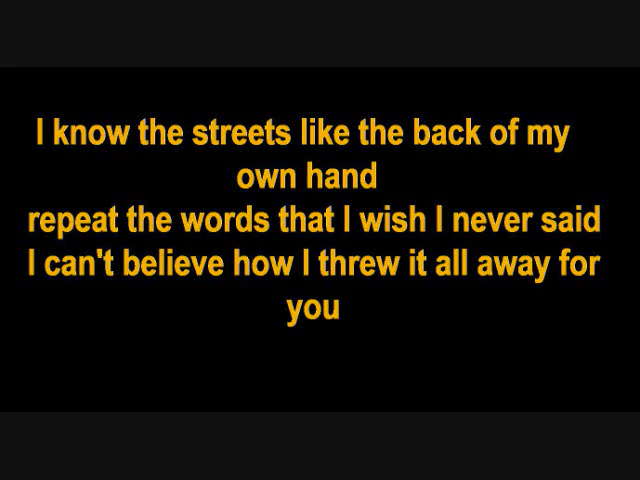 I know the streets like the back of my
own hand
repeat the words that I wish I never said
I can't believe how I threw it all away for
you